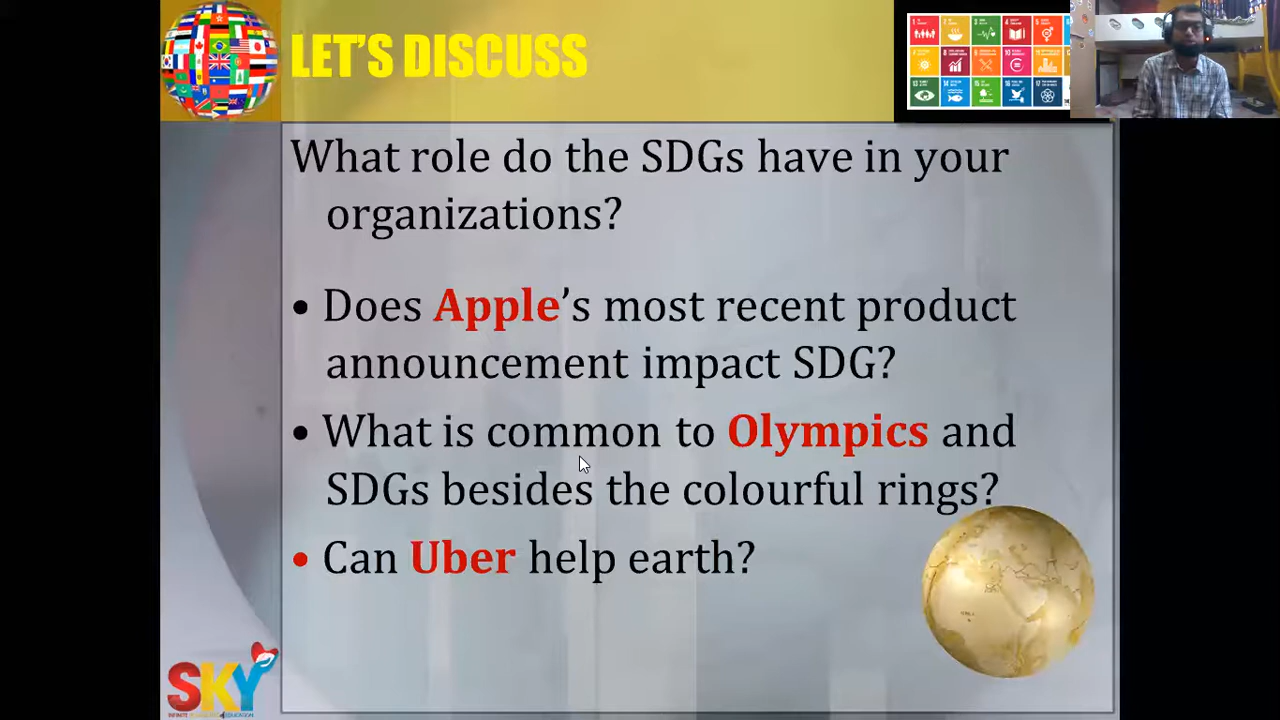 LET'S DISCUSS
What role do the SDGs have in your
organizations?
• Does Apple's most recent product
announcement impact SDG?
• What is common to Olympics and
SDGs besides the colourful rings?
• Can Uber help earth?
SKY